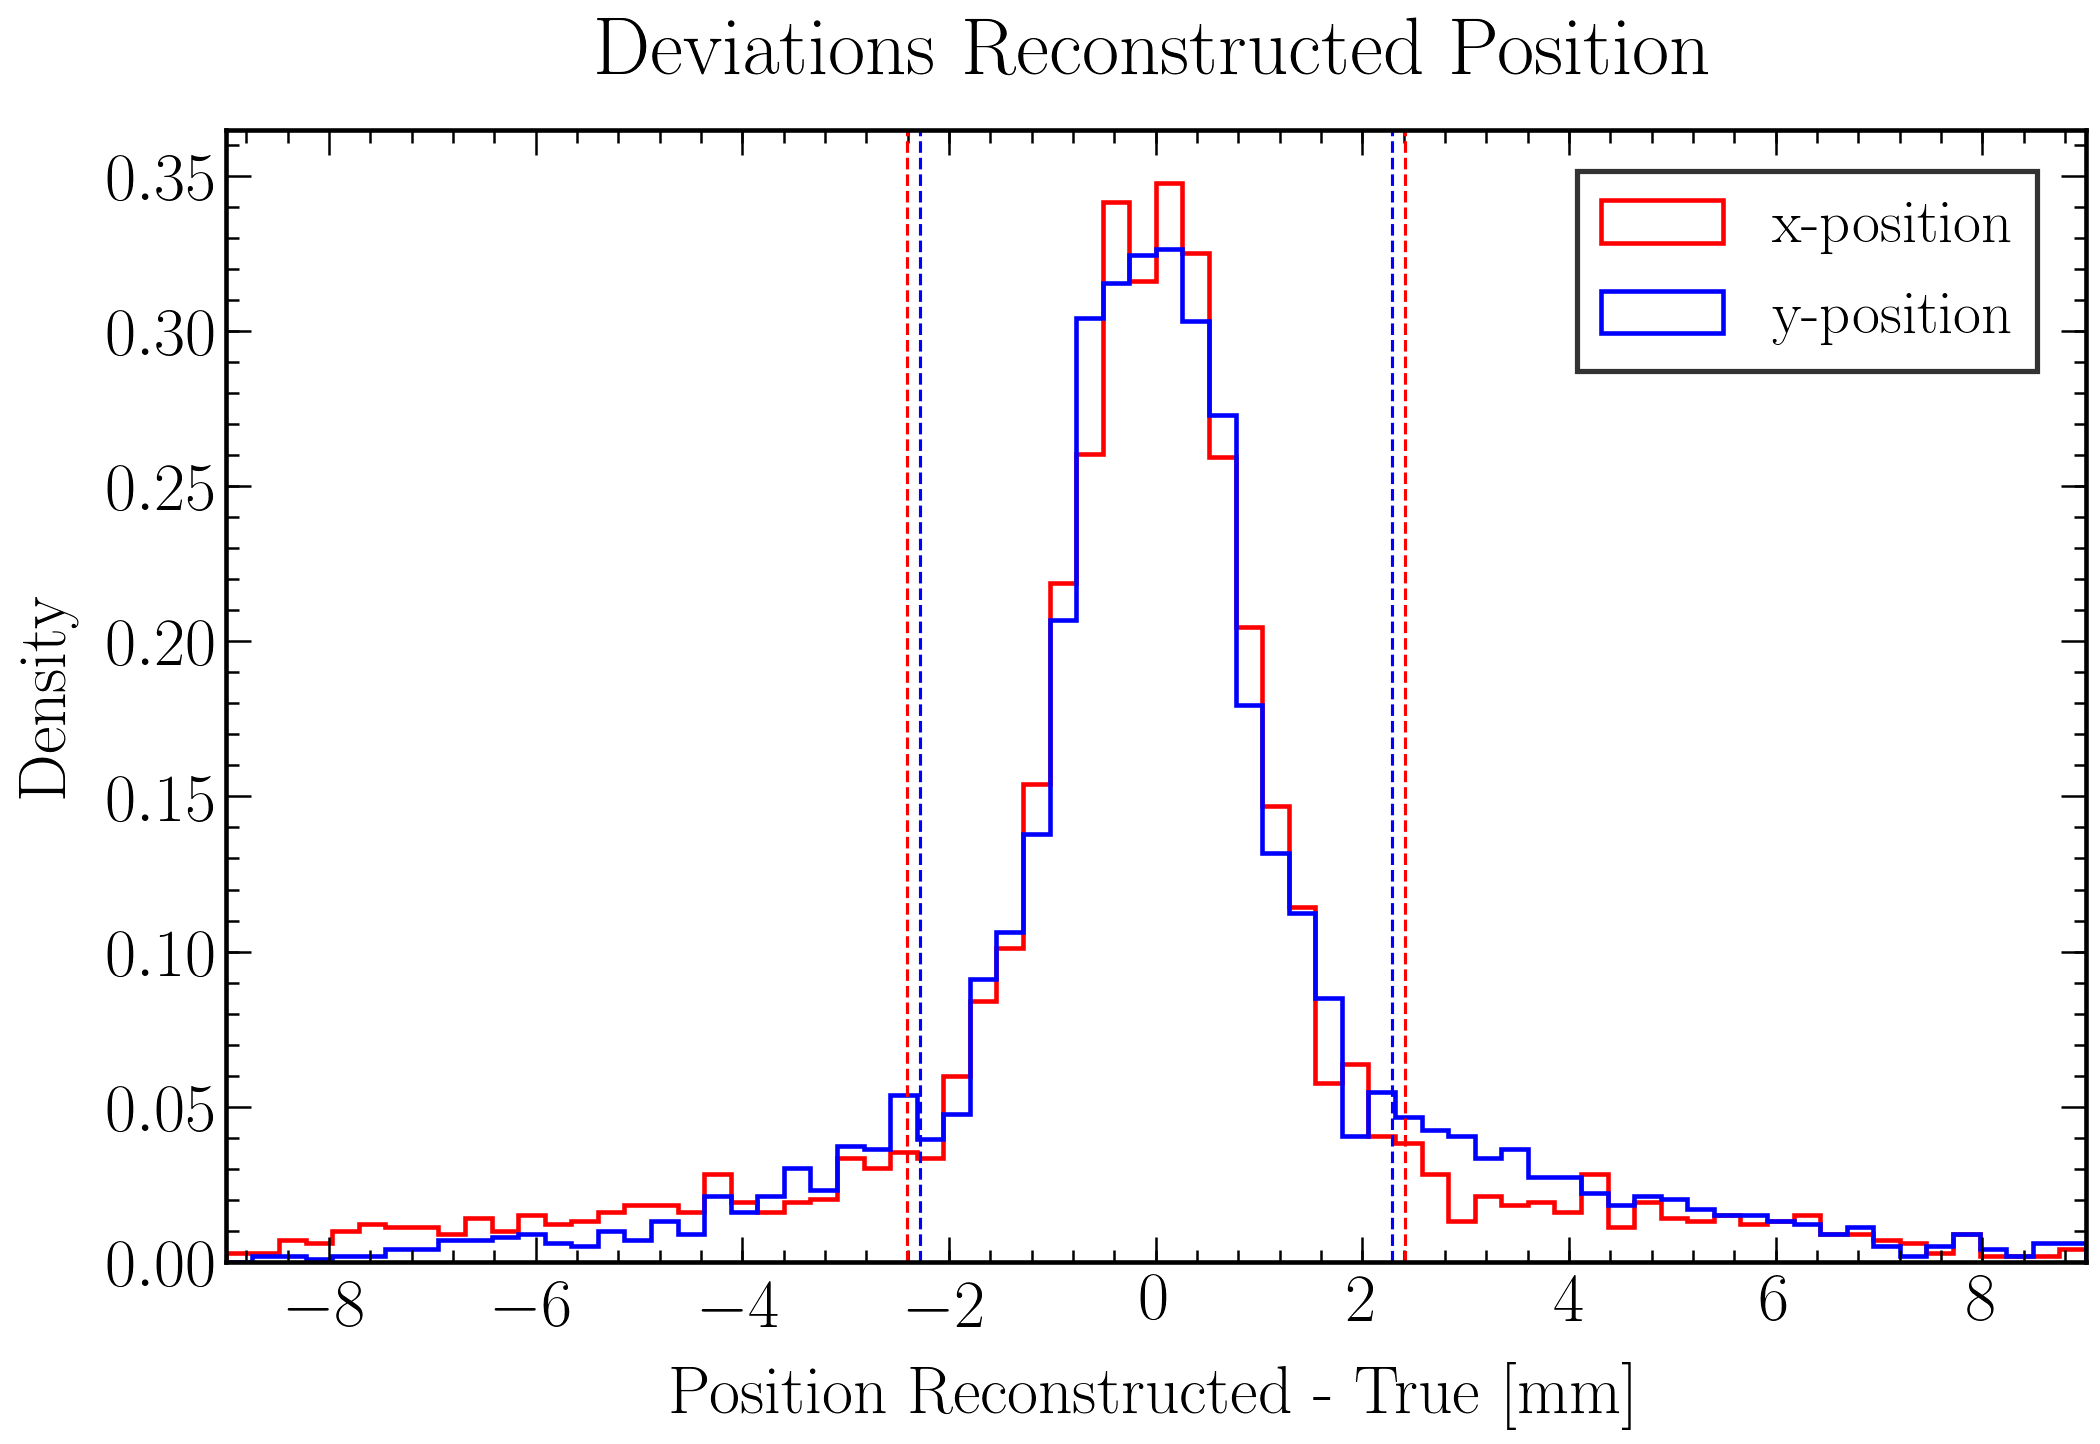 Deviations Reconstructed Position
0.35
0.30
0.25
0.20
0.15
0.10
0.05
0.00
Density
x-position
y-position
−8 −6 −4 −2 0 2 4 6 8
Position Reconstructed - True [mm]